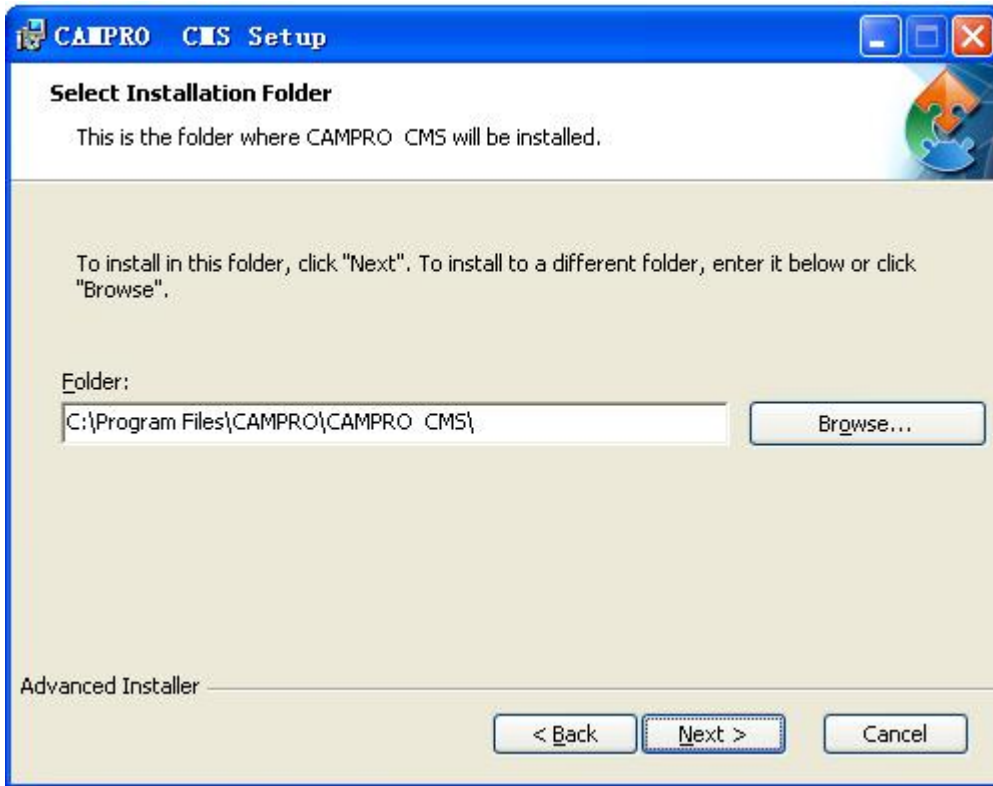 CAMPRO CMS Setup
Select Installation Folder
This is the folder where CAMPRO CMS will be installed.
To install in this folder, click "Next". To install to a different folder, enter it below or click
"Browse".
Folder:
C:\Program Files\CAMPRO\CAMPRO CMS\
Browse...
Advanced Installer
< Back
Next >
Cancel